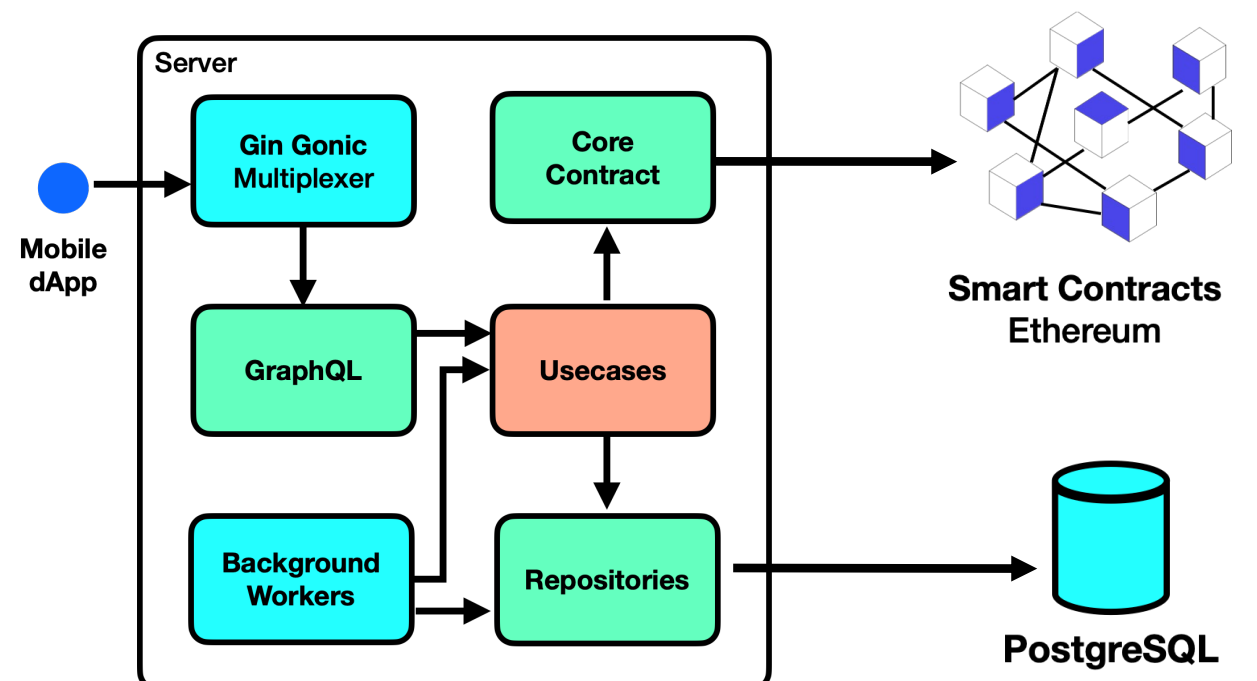 Server
Gin Gonic
Multiplexer
Core
Contract
Mobile
dApp
Smart Contracts
Ethereum
GraphQL
Usecases
Background
Workers
Repositories
PostgreSQL